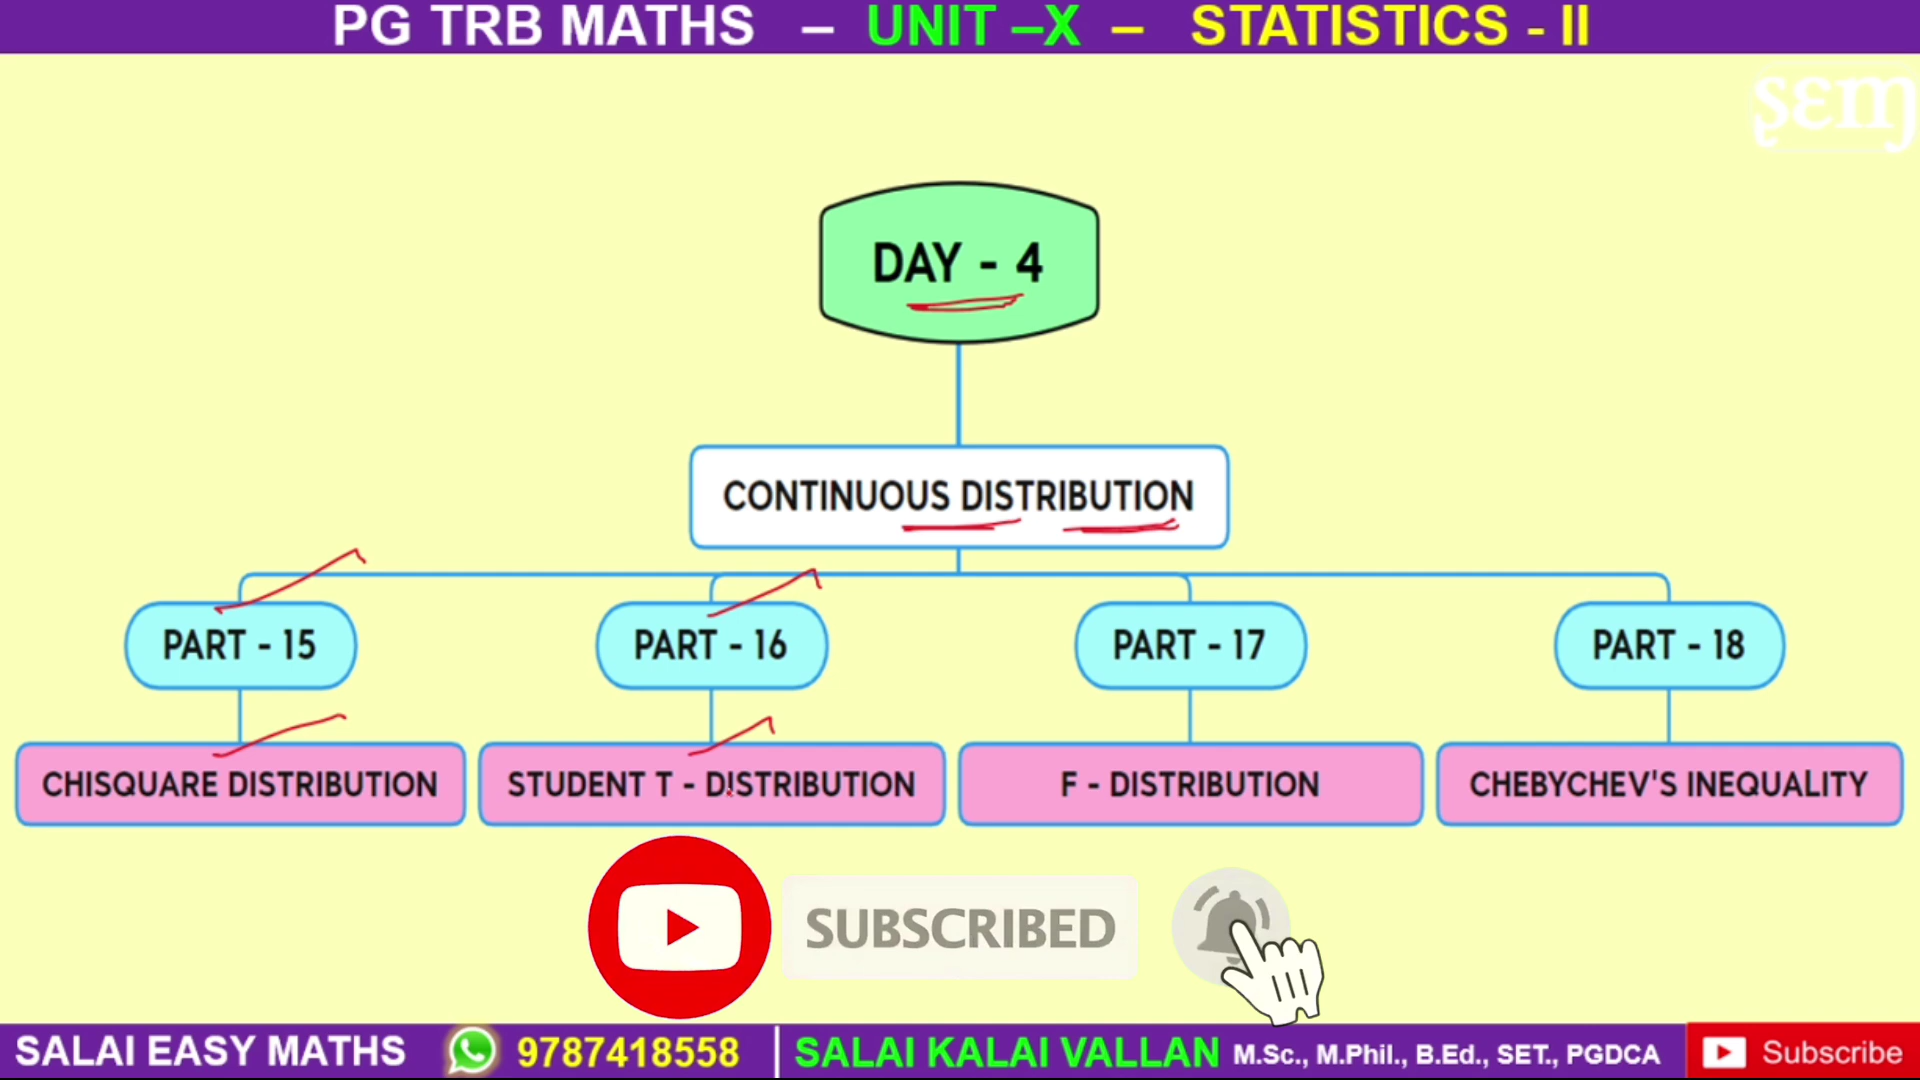 PG TRB MATHS – UNIT –X – STATISTICS - II
sem
DAY - 4
CONTINUOUS DISTRIBUTION
PART - 15 PART - 16 PART - 17 PART - 18
CHISQUARE DISTRIBUTION STUDENT T - DISTRIBUTION F - DISTRIBUTION CHEBYCHEV'S INEQUALITY
SUBSCRIBED
SALAI EASY MATHS 9787418558 SALAI KALAI VALLAN M.Sc., M.Phil., B.Ed., SET., PGDCA Subscribe